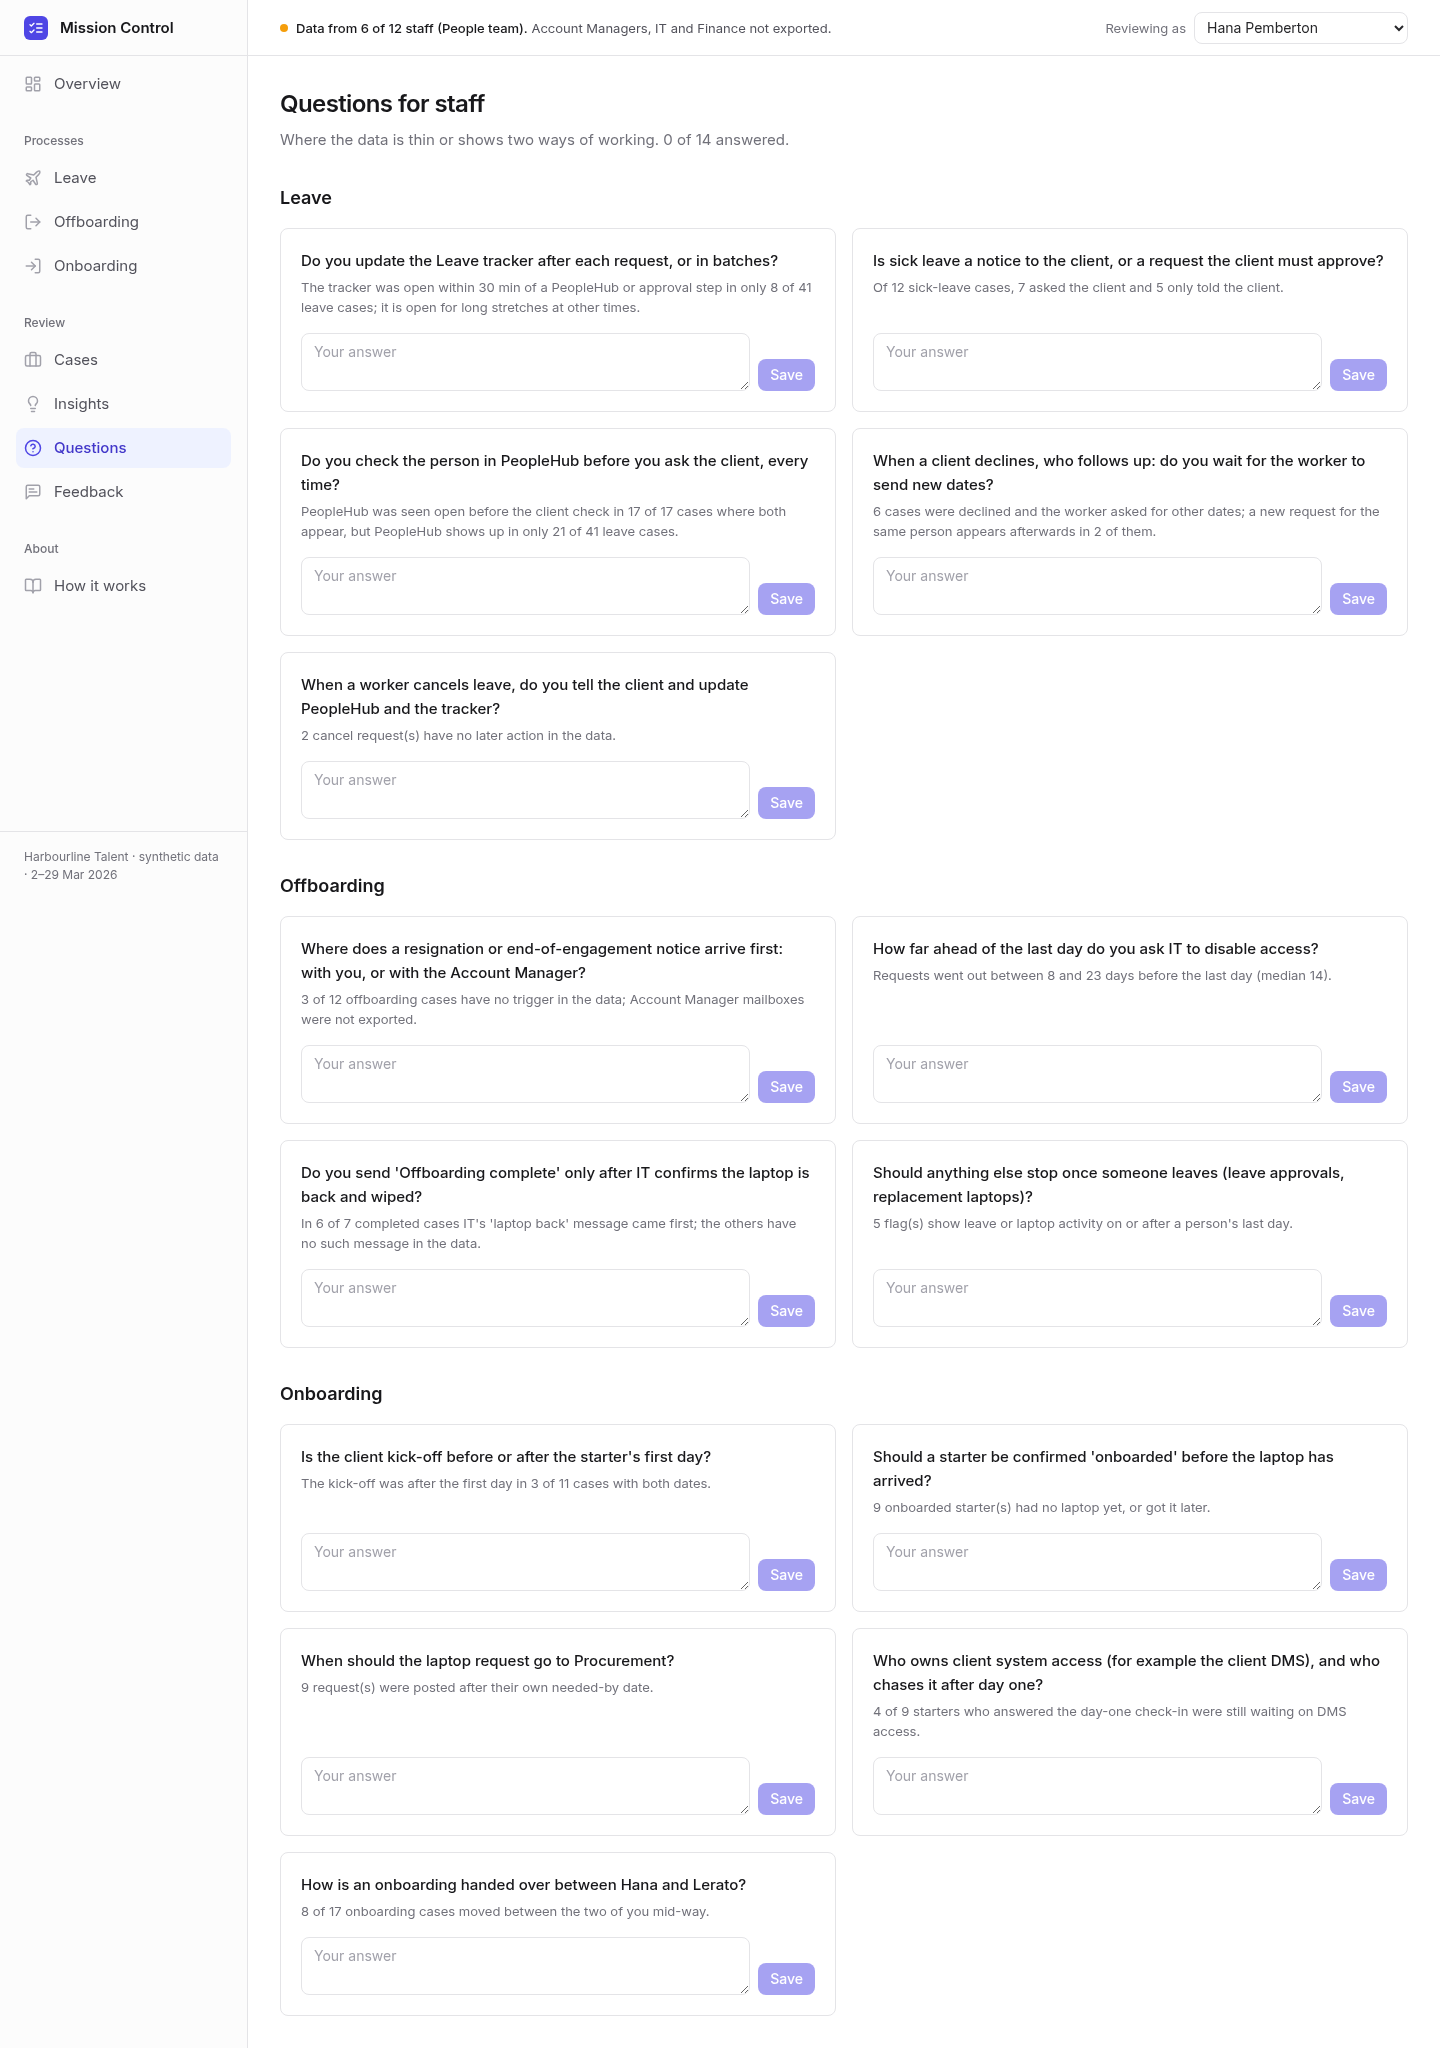 Mission Control
Data from 6 of 12 staff (People team). Account Managers, IT and Finance not exported.
Reviewing as
Hana Pemberton
Overview
Processes
Leave
Offboarding
Onboarding
Review
Cases
Insights
Questions
Feedback
About
How it works
Harbourline Talent · synthetic data
· 2–29 Mar 2026
Questions for staff
Where the data is thin or shows two ways of working. 0 of 14 answered.
Leave
Do you update the Leave tracker after each request, or in batches?
The tracker was open within 30 min of a PeopleHub or approval step in only 8 of 41
leave cases; it is open for long stretches at other times.
Your answer
Save
Is sick leave a notice to the client, or a request the client must approve?
Of 12 sick-leave cases, 7 asked the client and 5 only told the client.
Your answer
Save
Do you check the person in PeopleHub before you ask the client, every
time?
PeopleHub was seen open before the client check in 17 of 17 cases where both
appear, but PeopleHub shows up in only 21 of 41 leave cases.
Your answer
Save
When a client declines, who follows up: do you wait for the worker to
send new dates?
6 cases were declined and the worker asked for other dates; a new request for the
same person appears afterwards in 2 of them.
Your answer
Save
When a worker cancels leave, do you tell the client and update
PeopleHub and the tracker?
2 cancel request(s) have no later action in the data.
Your answer
Save
Offboarding
Where does a resignation or end-of-engagement notice arrive first:
with you, or with the Account Manager?
3 of 12 offboarding cases have no trigger in the data; Account Manager mailboxes
were not exported.
Your answer
Save
How far ahead of the last day do you ask IT to disable access?
Requests went out between 8 and 23 days before the last day (median 14).
Your answer
Save
Do you send 'Offboarding complete' only after IT confirms the laptop is
back and wiped?
In 6 of 7 completed cases IT's 'laptop back' message came first; the others have
no such message in the data.
Your answer
Save
Should anything else stop once someone leaves (leave approvals,
replacement laptops)?
5 flag(s) show leave or laptop activity on or after a person's last day.
Your answer
Save
Onboarding
Is the client kick-off before or after the starter's first day?
The kick-off was after the first day in 3 of 11 cases with both dates.
Your answer
Save
Should a starter be confirmed 'onboarded' before the laptop has
arrived?
9 onboarded starter(s) had no laptop yet, or got it later.
Your answer
Save
When should the laptop request go to Procurement?
9 request(s) were posted after their own needed-by date.
Your answer
Save
Who owns client system access (for example the client DMS), and who
chases it after day one?
4 of 9 starters who answered the day-one check-in were still waiting on DMS
access.
Your answer
Save
How is an onboarding handed over between Hana and Lerato?
8 of 17 onboarding cases moved between the two of you mid-way.
Your answer
Save